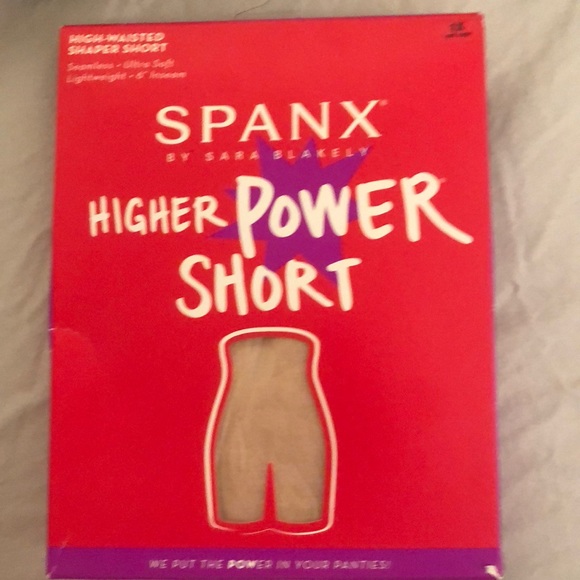 HIGH-WAISTED
SHAPER SHORT
Seamless • Ultra Soft
Lightweight • 6" Inseam
SPANX®
BY SARA BLAKELY
HIGHER POWER
SHORT
WE PUT THE POWER IN YOUR PANTIES!